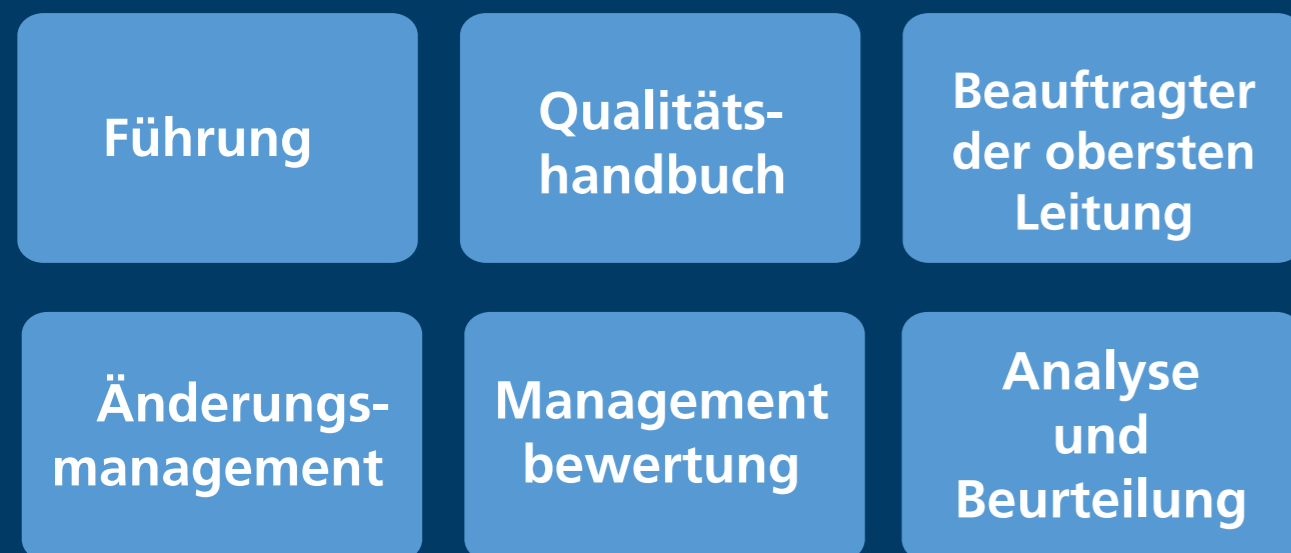 Führung
Qualitäts-
handbuch
Beauftragter
der obersten
Leitung
Änderungs-
management
Management
bewertung
Analyse
und
Beurteilung